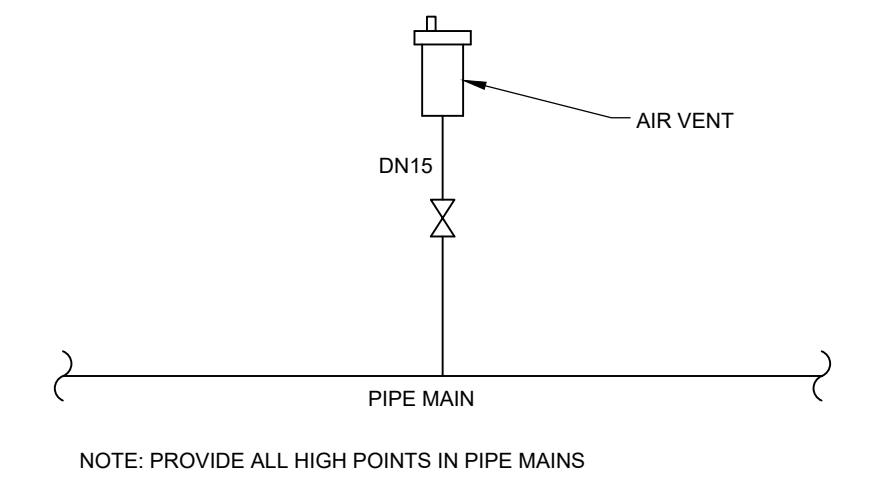 AIR VENT
DN15
PIPE MAIN
NOTE: PROVIDE ALL HIGH POINTS IN PIPE MAINS